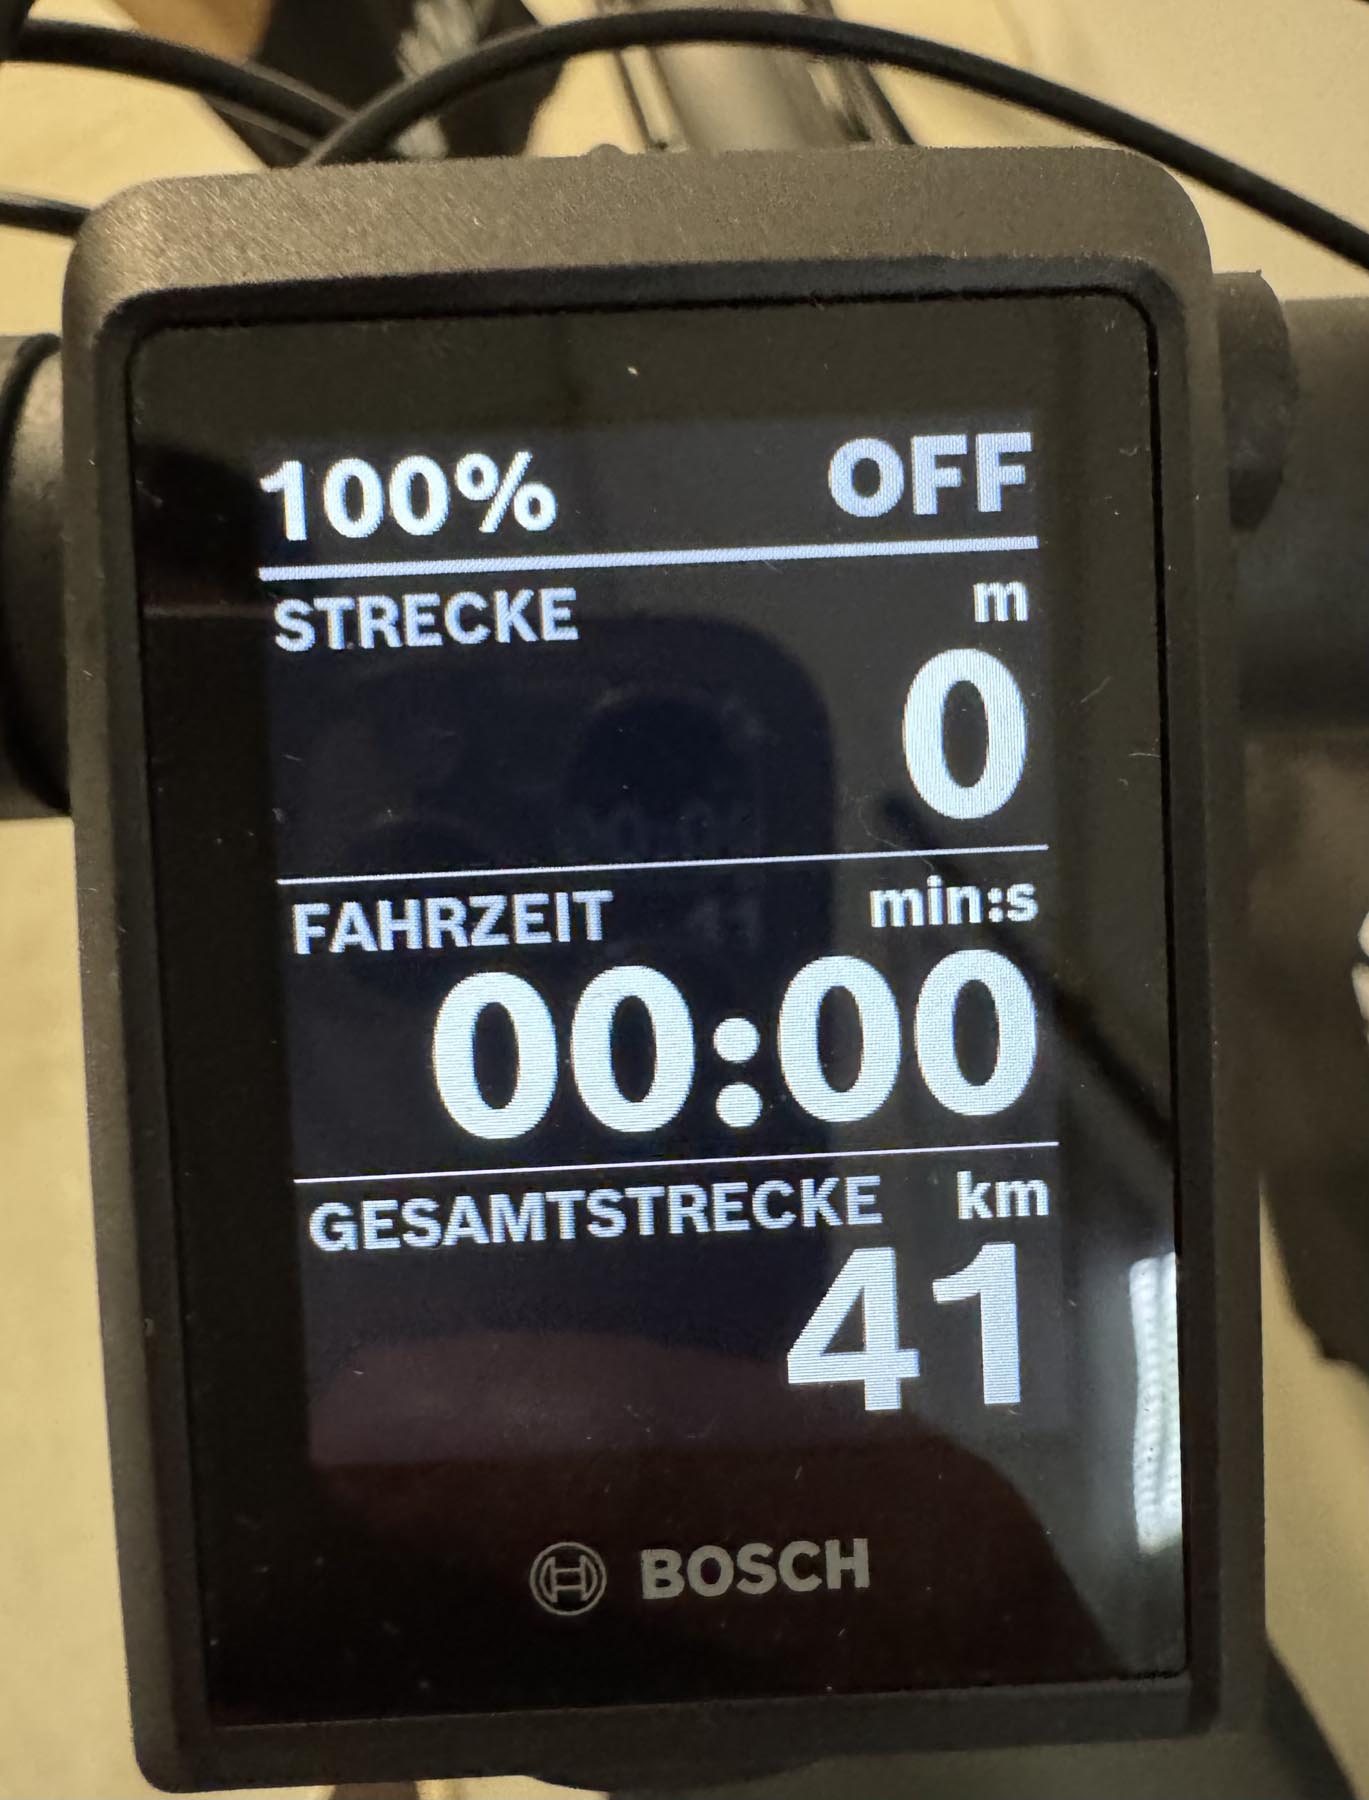 100% OFF
STRECKE m
0
FAHRZEIT min:s
00:00
GESAMTSTRECKE km
41
BOSCH